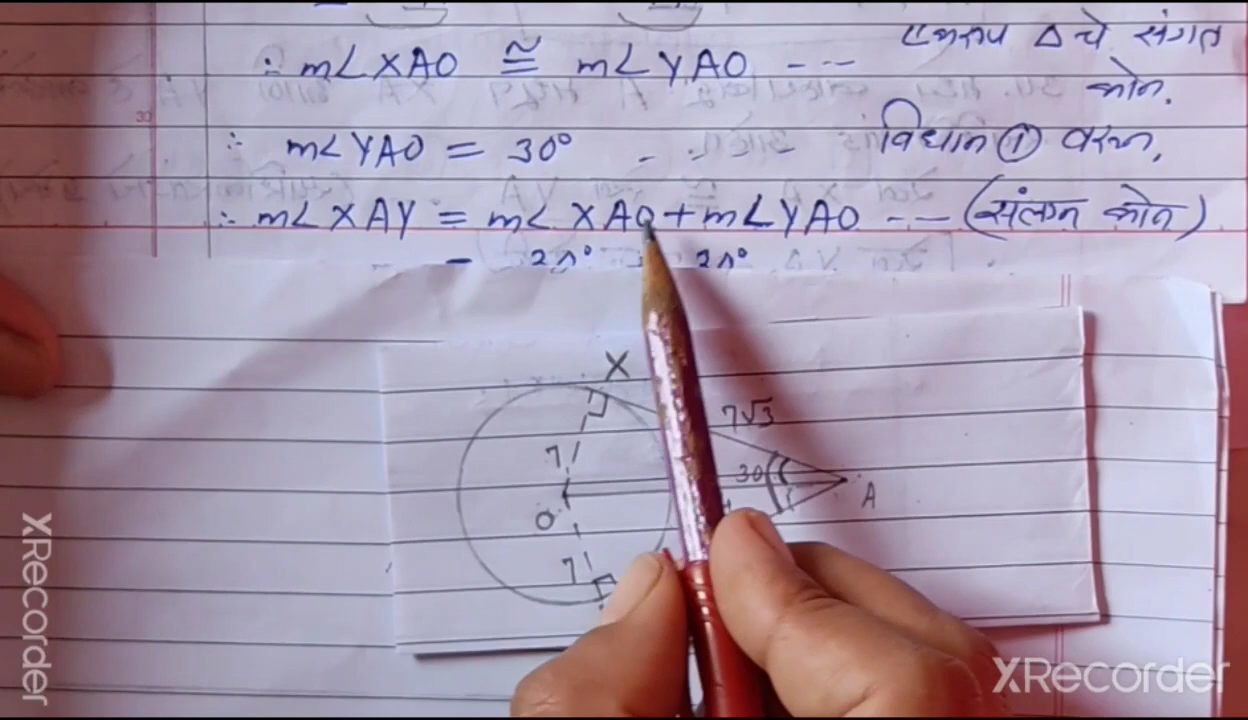 ∴ m∠XAO ≅ m∠YAO --- एकरूप Δ चे संगत
कोन.
∴ m∠YAO = 30° - - - - विधान ① वरून.
∴ m∠XAY = m∠XAO + m∠YAO --- (संलग्न कोन)
X
7√3
7
30
A
O
7
XRecorder
XRecorder